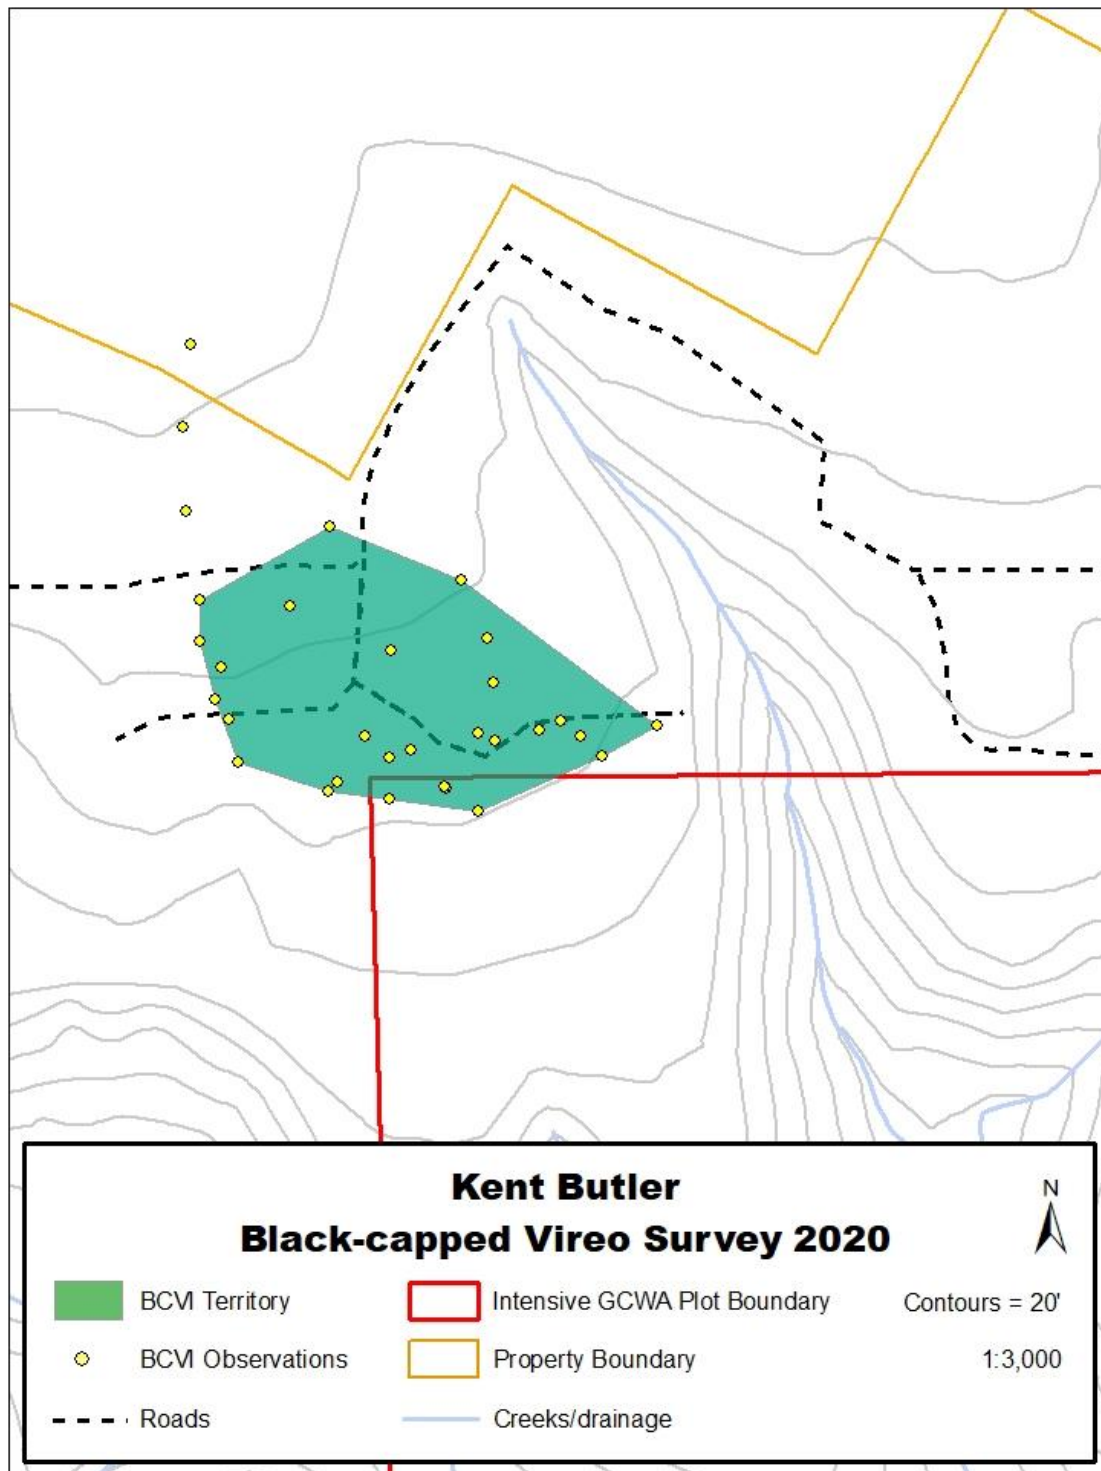 Kent Butler
Black-capped Vireo Survey 2020
N
BCVI Territory
Intensive GCWA Plot Boundary
Contours = 20'
BCVI Observations
Property Boundary
1:3,000
Roads
Creeks/drainage